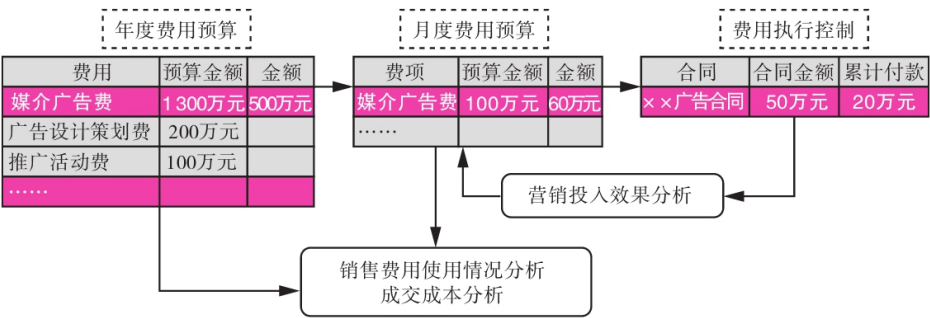 年度费用预算
月度费用预算
费用执行控制
费用 预算金额 金额
媒介广告费 1300万元 500万元
广告设计策划费 200万元
推广活动费 100万元
……
费项 预算金额 金额
媒介广告费 100万元 60万元
……
合同 合同金额 累计付款
××广告合同 50万元 20万元
营销投入效果分析
销售费用使用情况分析
成交成本分析